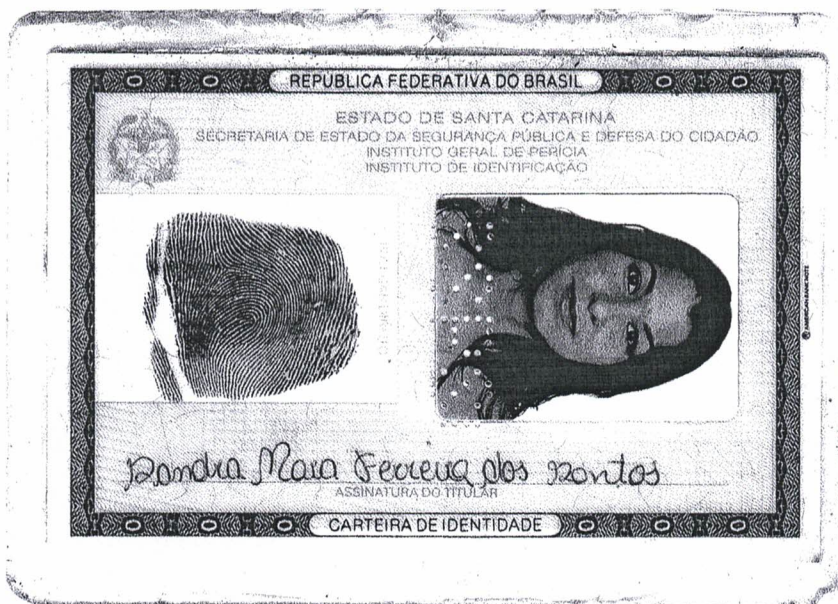 REPÚBLICA FEDERATIVA DO BRASIL
ESTADO DE SANTA CATARINA
SECRETARIA DE ESTADO DA SEGURANÇA PÚBLICA E DEFESA DO CIDADÃO
INSTITUTO GERAL DE PERÍCIA
INSTITUTO DE IDENTIFICAÇÃO
Sandra Mara Ferreira dos Santos
ASSINATURA DO TITULAR
CARTEIRA DE IDENTIDADE